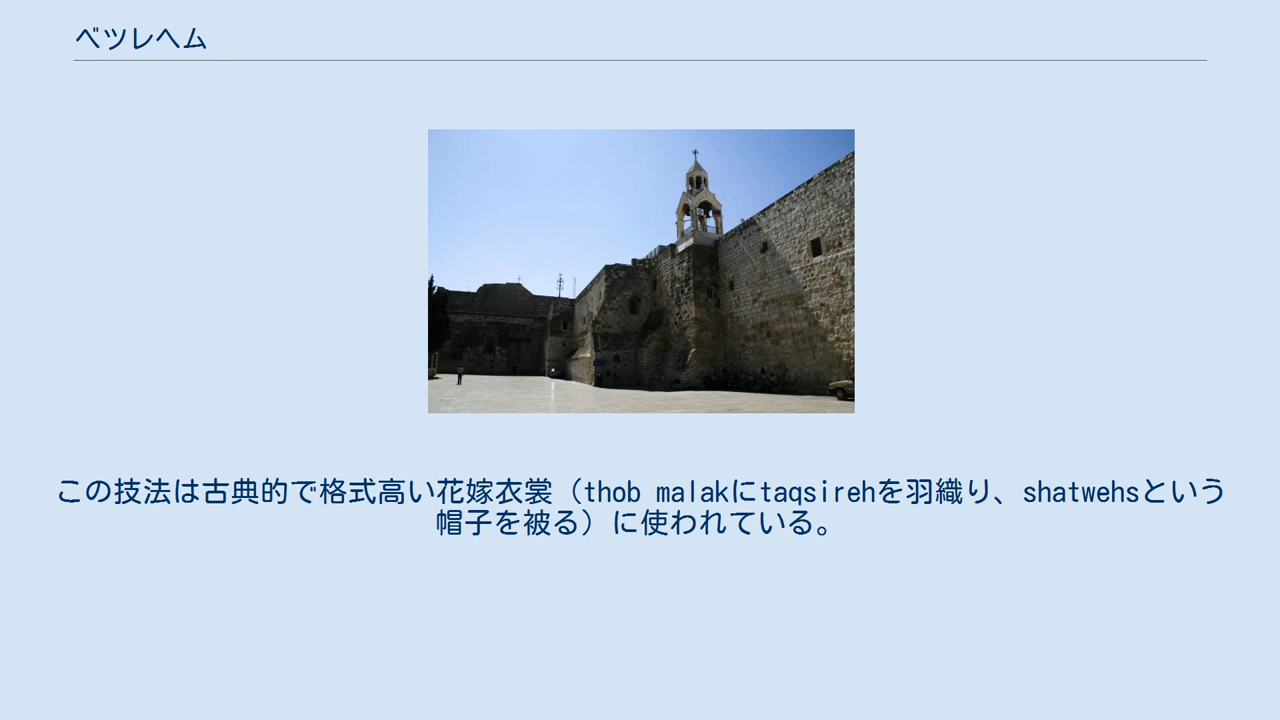 ベツレヘム
この技法は古典的で格式高い花嫁衣裳（thob malakにtaqsirehを羽織り、shatwehsという
帽子を被る）に使われている。